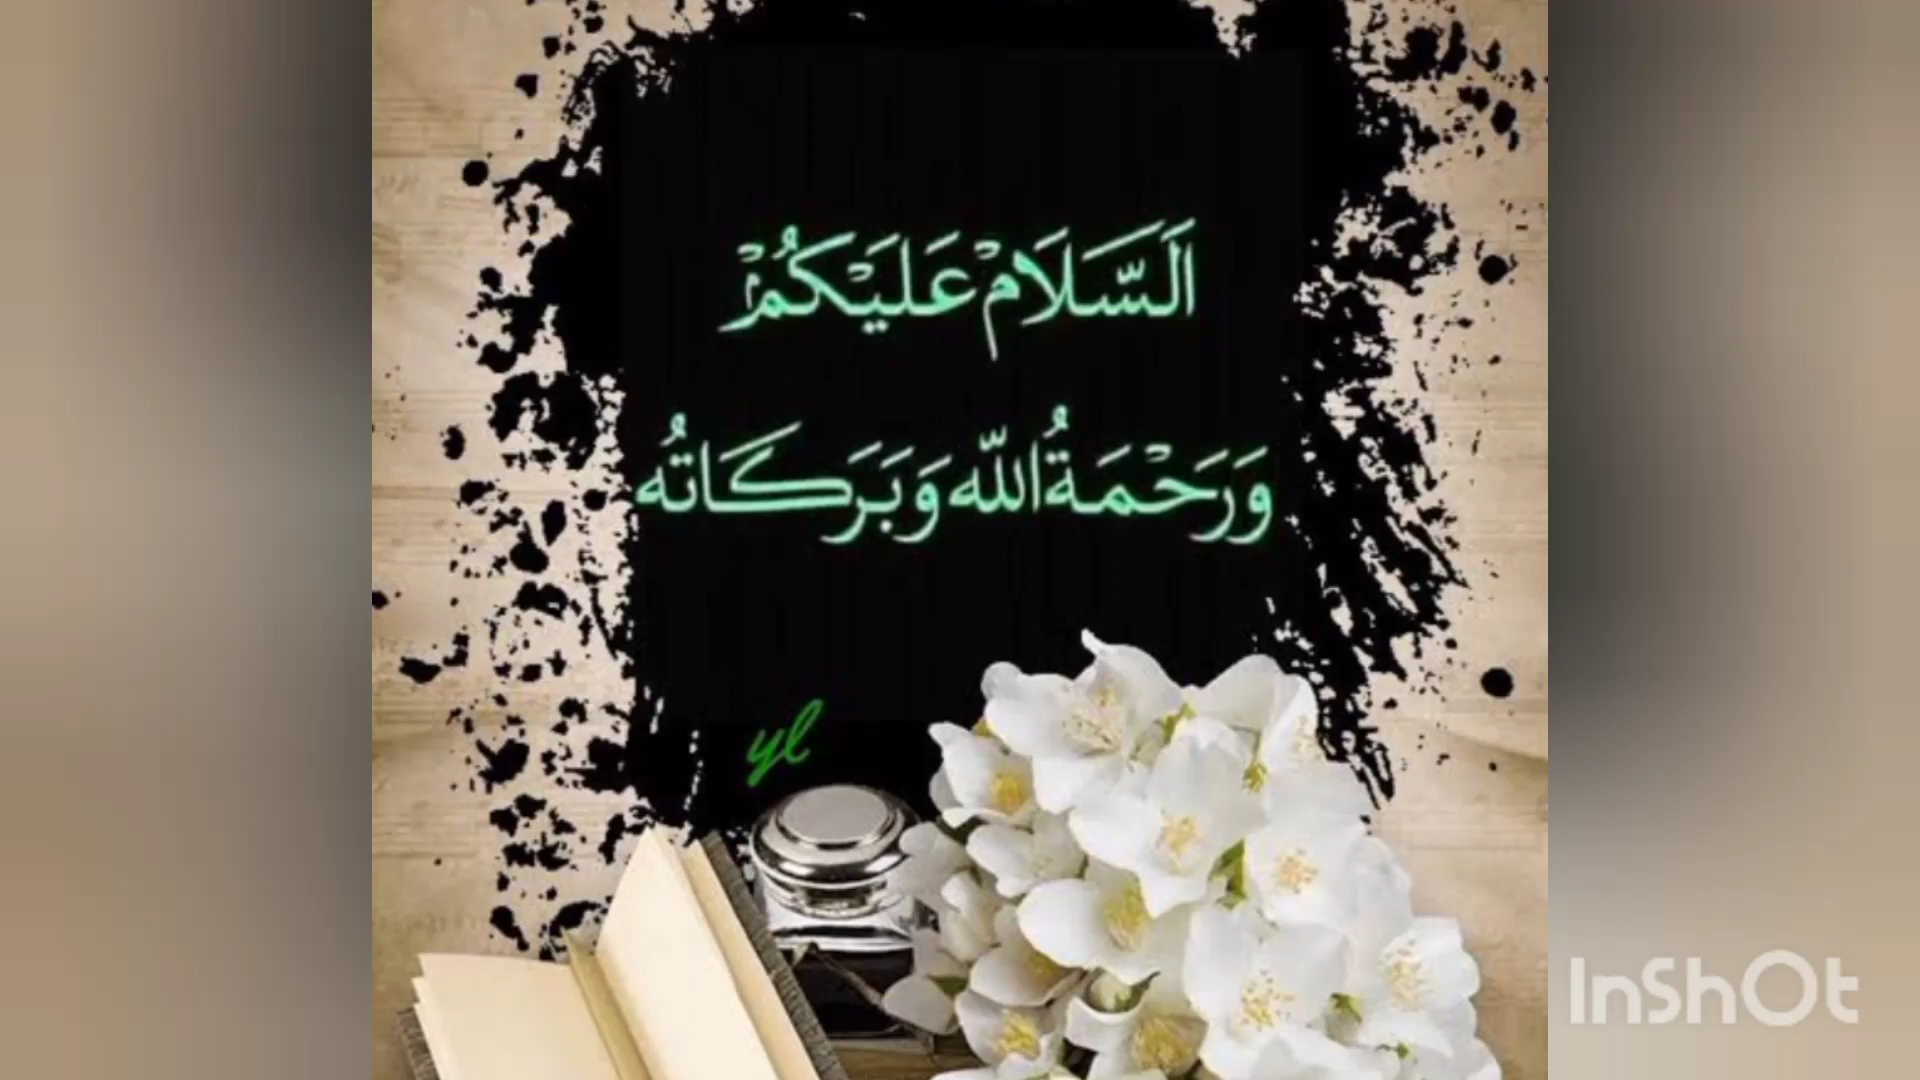 اَلسَّلَامْ عَلَيْكُمْ
وَرَحْمَةُ اللّٰه وَبَرَكَاتُه
yl
InShOt